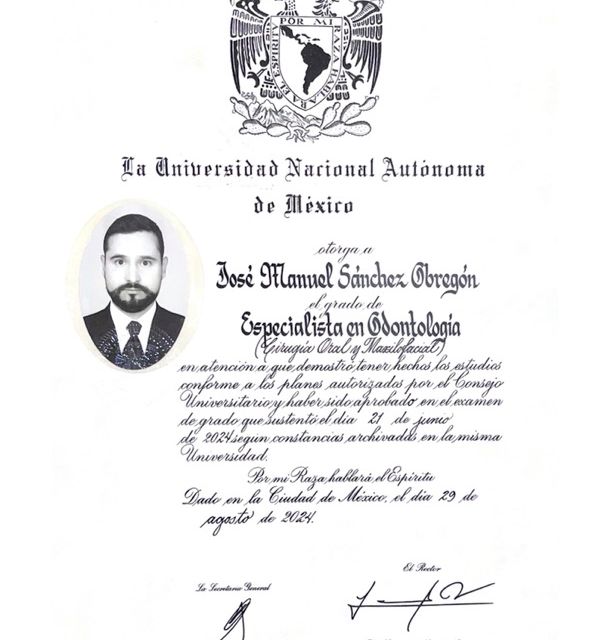 POR MI RAZA HABLARA EL ESPIRITU
La Universidad Nacional Autónoma
de México
otorga a
José Manuel Sánchez Obregón
el grado de
Especialista en Odontología
(Cirugía Oral y Maxilofacial)
en atención a que demostró tener hechos los estudios
conforme a los planes autorizados por el Consejo
Universitario y haber sido aprobado en el examen
de grado que sustentó el día 21 de junio
de 2024 según constancias archivadas en la misma
Universidad.
Por mi Raza hablará el Espíritu
Dado en la Ciudad de México, el día 29 de
agosto de 2024.
El Rector
La Secretaria General